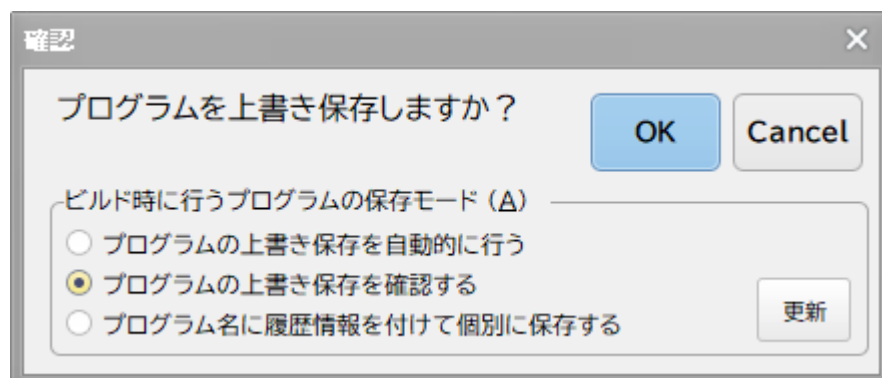 確認
プログラムを上書き保存しますか？
OK
Cancel
ビルド時に行うプログラムの保存モード（A）
プログラムの上書き保存を自動的に行う
プログラムの上書き保存を確認する
プログラム名に履歴情報を付けて個別に保存する
更新